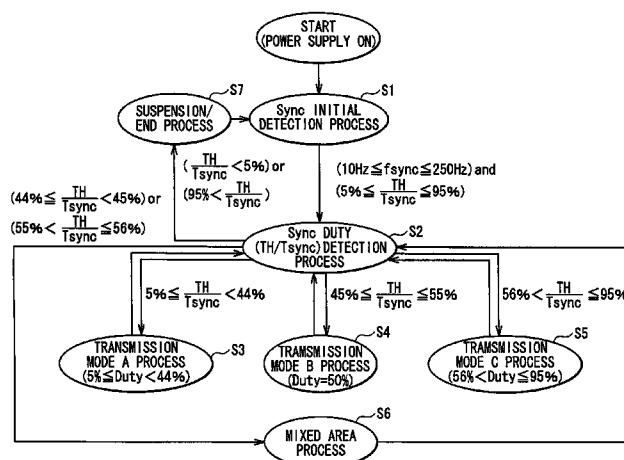 START
(POWER SUPPLY ON)
S7
SUSPENSION/
END PROCESS
S1
Sync INITIAL
DETECTION PROCESS
(TH/Tsync<5%) or
(95%<TH/Tsync)
(10Hz≦fsync≦250Hz) and
(5%≦TH/Tsync≦95%)
(44%≦TH/Tsync<45%) or
(55%<TH/Tsync≦56%)
S2
Sync DUTY
(TH/Tsync) DETECTION
PROCESS
5%≦TH/Tsync<44%
45%≦TH/Tsync≦55%
56%<TH/Tsync≦95%
S3
TRANSMISSION
MODE A PROCESS
(5%≦Duty<44%)
S4
TRAMSMISSION
MODE B PROCESS
(Duty=50%)
S5
TRAMSMISSION
MODE C PROCESS
(56%<Duty≦95%)
S6
MIXED AREA
PROCESS